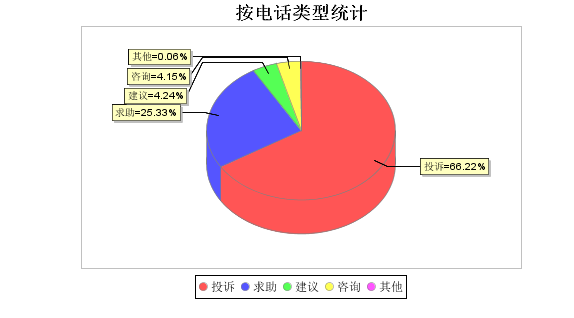 按电话类型统计
其他=0.06%
咨询=4.15%
建议=4.24%
求助=25.33%
投诉=66.22%
投诉 求助 建议 咨询 其他